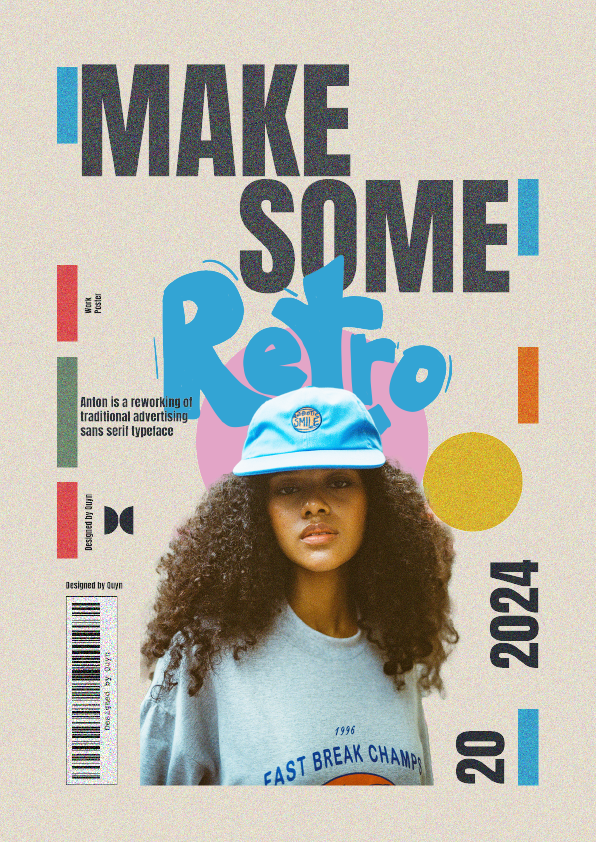 MAKE
SOME
Retro
Work
Poster
Anton is a reworking of
traditional advertising
sans serif typeface
SMILE
Designed by Quyn
Designed by Quyn
Designed by Quyn
2024
20
1996
FAST BREAK CHAMPS